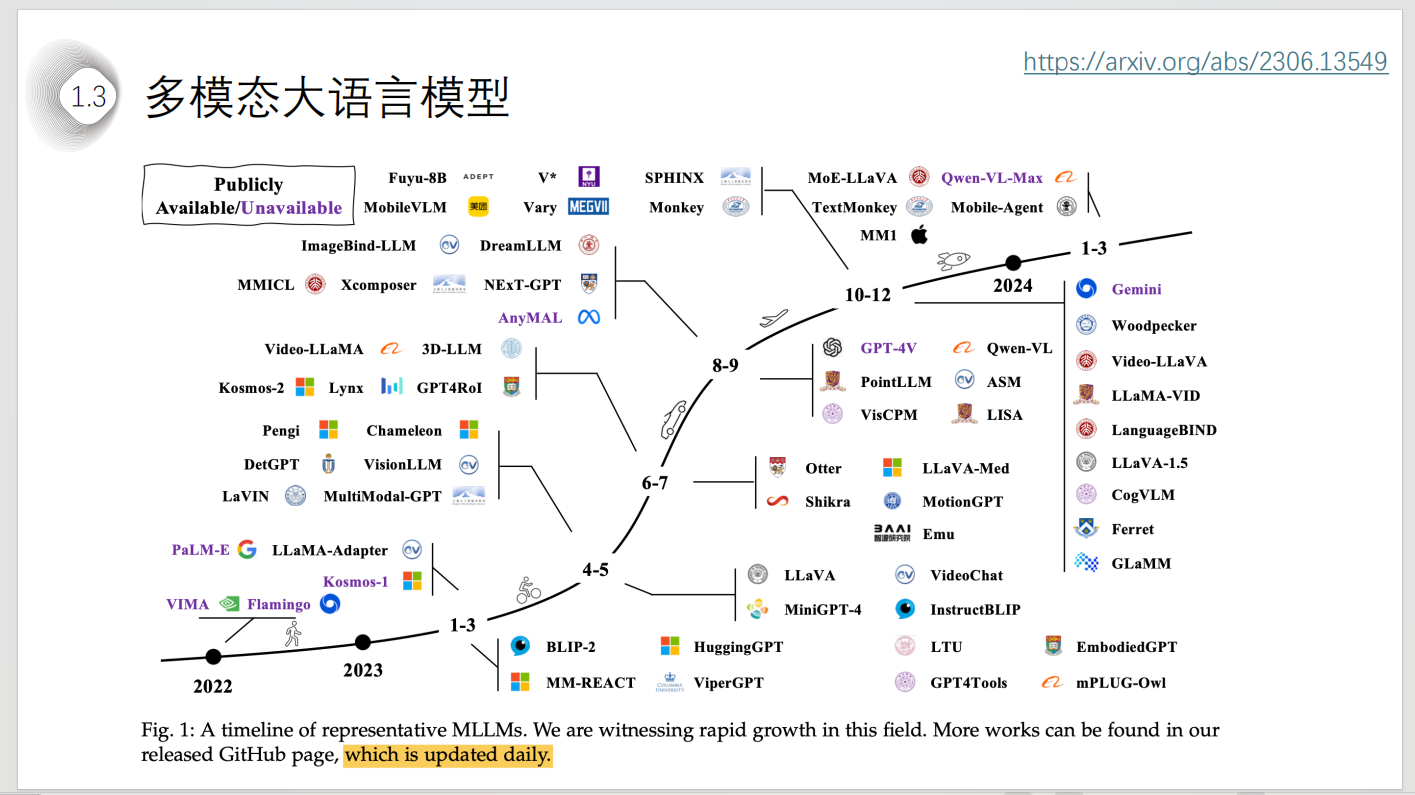 https://arxiv.org/abs/2306.13549
1.3
多模态大语言模型
Publicly
Available/Unavailable
Fuyu-8B ADEPT V* NYU SPHINX MoE-LLaVA Qwen-VL-Max
MobileVLM 美团 Vary MEGVII Monkey TextMonkey Mobile-Agent
MM1
ImageBind-LLM DreamLLM
MMICL Xcomposer NExT-GPT
AnyMAL
1-3
2024
10-12
Gemini
Woodpecker
Video-LLaVA
LLaMA-VID
LanguageBIND
LLaVA-1.5
CogVLM
Ferret
GLaMM
Video-LLaMA 3D-LLM
Kosmos-2 Lynx GPT4RoI
8-9
GPT-4V Qwen-VL
PointLLM ASM
VisCPM LISA
Pengi Chameleon
DetGPT VisionLLM
LaVIN MultiModal-GPT
6-7
Otter LLaVA-Med
Shikra MotionGPT
BAAI 智源研究院 Emu
PaLM-E LLaMA-Adapter
Kosmos-1
VIMA Flamingo
4-5
LLaVA VideoChat
MiniGPT-4 InstructBLIP
LTU EmbodiedGPT
GPT4Tools mPLUG-Owl
1-3
BLIP-2 HuggingGPT
MM-REACT COLUMBIA UNIVERSITY ViperGPT
2023
2022
Fig. 1: A timeline of representative MLLMs. We are witnessing rapid growth in this field. More works can be found in our
released GitHub page, which is updated daily.